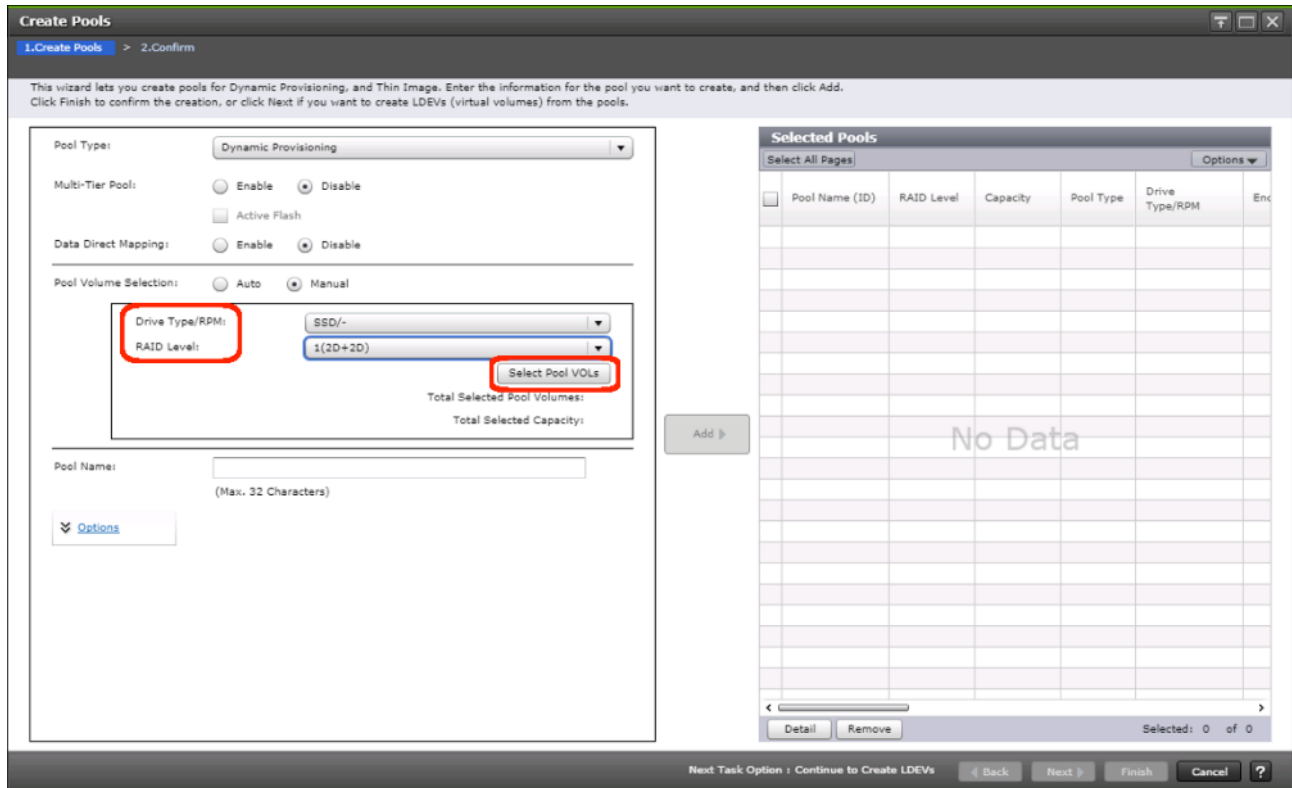 Create Pools
1.Create Pools > 2.Confirm
This wizard lets you create pools for Dynamic Provisioning, and Thin Image. Enter the information for the pool you want to create, and then click Add.
Click Finish to confirm the creation, or click Next if you want to create LDEVs (virtual volumes) from the pools.
Pool Type: Dynamic Provisioning
Multi-Tier Pool: Enable Disable
Active Flash
Data Direct Mapping: Enable Disable
Pool Volume Selection: Auto Manual
Drive Type/RPM: SSD/-
RAID Level: 1(2D+2D)
Select Pool VOLs
Total Selected Pool Volumes:
Total Selected Capacity:
Pool Name:
(Max. 32 Characters)
Options
Add
Selected Pools
Select All Pages Options
Pool Name (ID) RAID Level Capacity Pool Type Drive Type/RPM Enc
No Data
Detail Remove Selected: 0 of 0
Next Task Option : Continue to Create LDEVs Back Next Finish Cancel ?